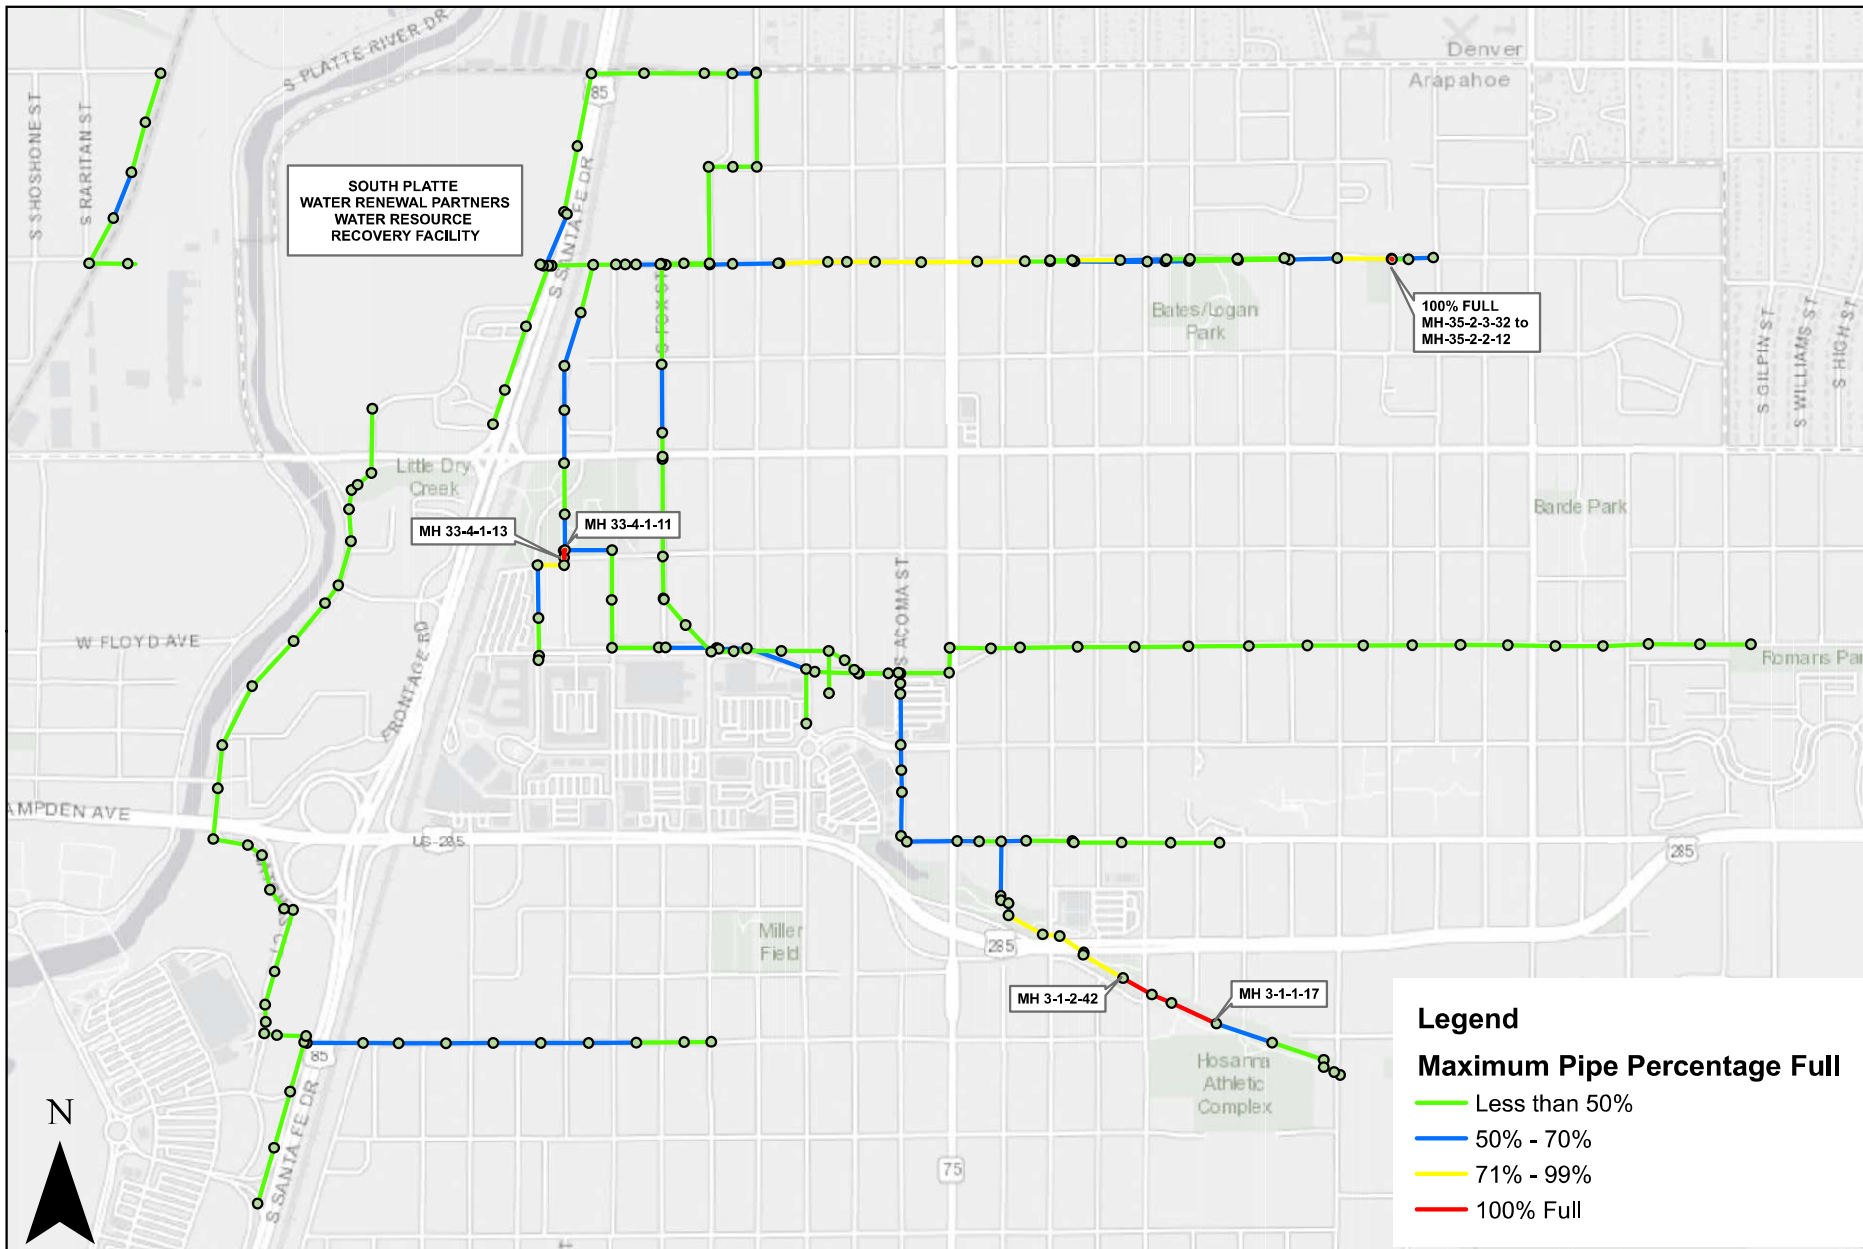 S PLATTE RIVER DR
Denver
Arapahoe
85
S SHOSHONE ST
S RARITAN ST
SOUTH PLATTE
WATER RENEWAL PARTNERS
WATER RESOURCE
RECOVERY FACILITY
S SANTA FE DR
S FOX ST
Bates/Logan
Park
100% FULL
MH-35-2-3-32 to
MH-35-2-2-12
S GILPIN ST
S WILLIAMS ST
S HIGH ST
Little Dry
Creek
MH 33-4-1-13
MH 33-4-1-11
Barde Park
W FLOYD AVE
FRONTAGE RD
S ACOMA ST
Romans Par
AMPDEN AVE
US-285
285
Miller
Field
285
MH 3-1-2-42
MH 3-1-1-17
85
Hosanna
Athletic
Complex
S SANTA FE DR
75
N
Legend
Maximum Pipe Percentage Full
Less than 50%
50% - 70%
71% - 99%
100% Full